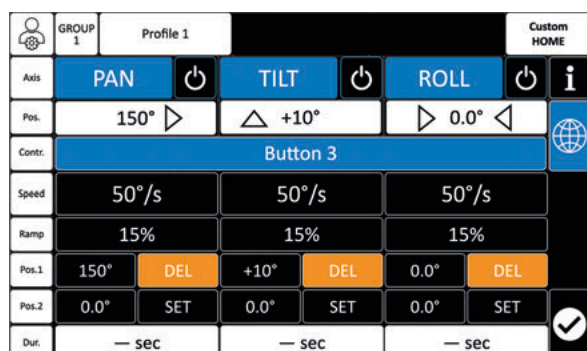 GROUP 1 Profile 1 Custom HOME
Axis PAN TILT ROLL i
Pos. 150° +10° 0.0°
Contr. Button 3
Speed 50°/s 50°/s 50°/s
Ramp 15% 15% 15%
Pos.1 150° DEL +10° DEL 0.0° DEL
Pos.2 0.0° SET 0.0° SET 0.0° SET
Dur. — sec — sec — sec